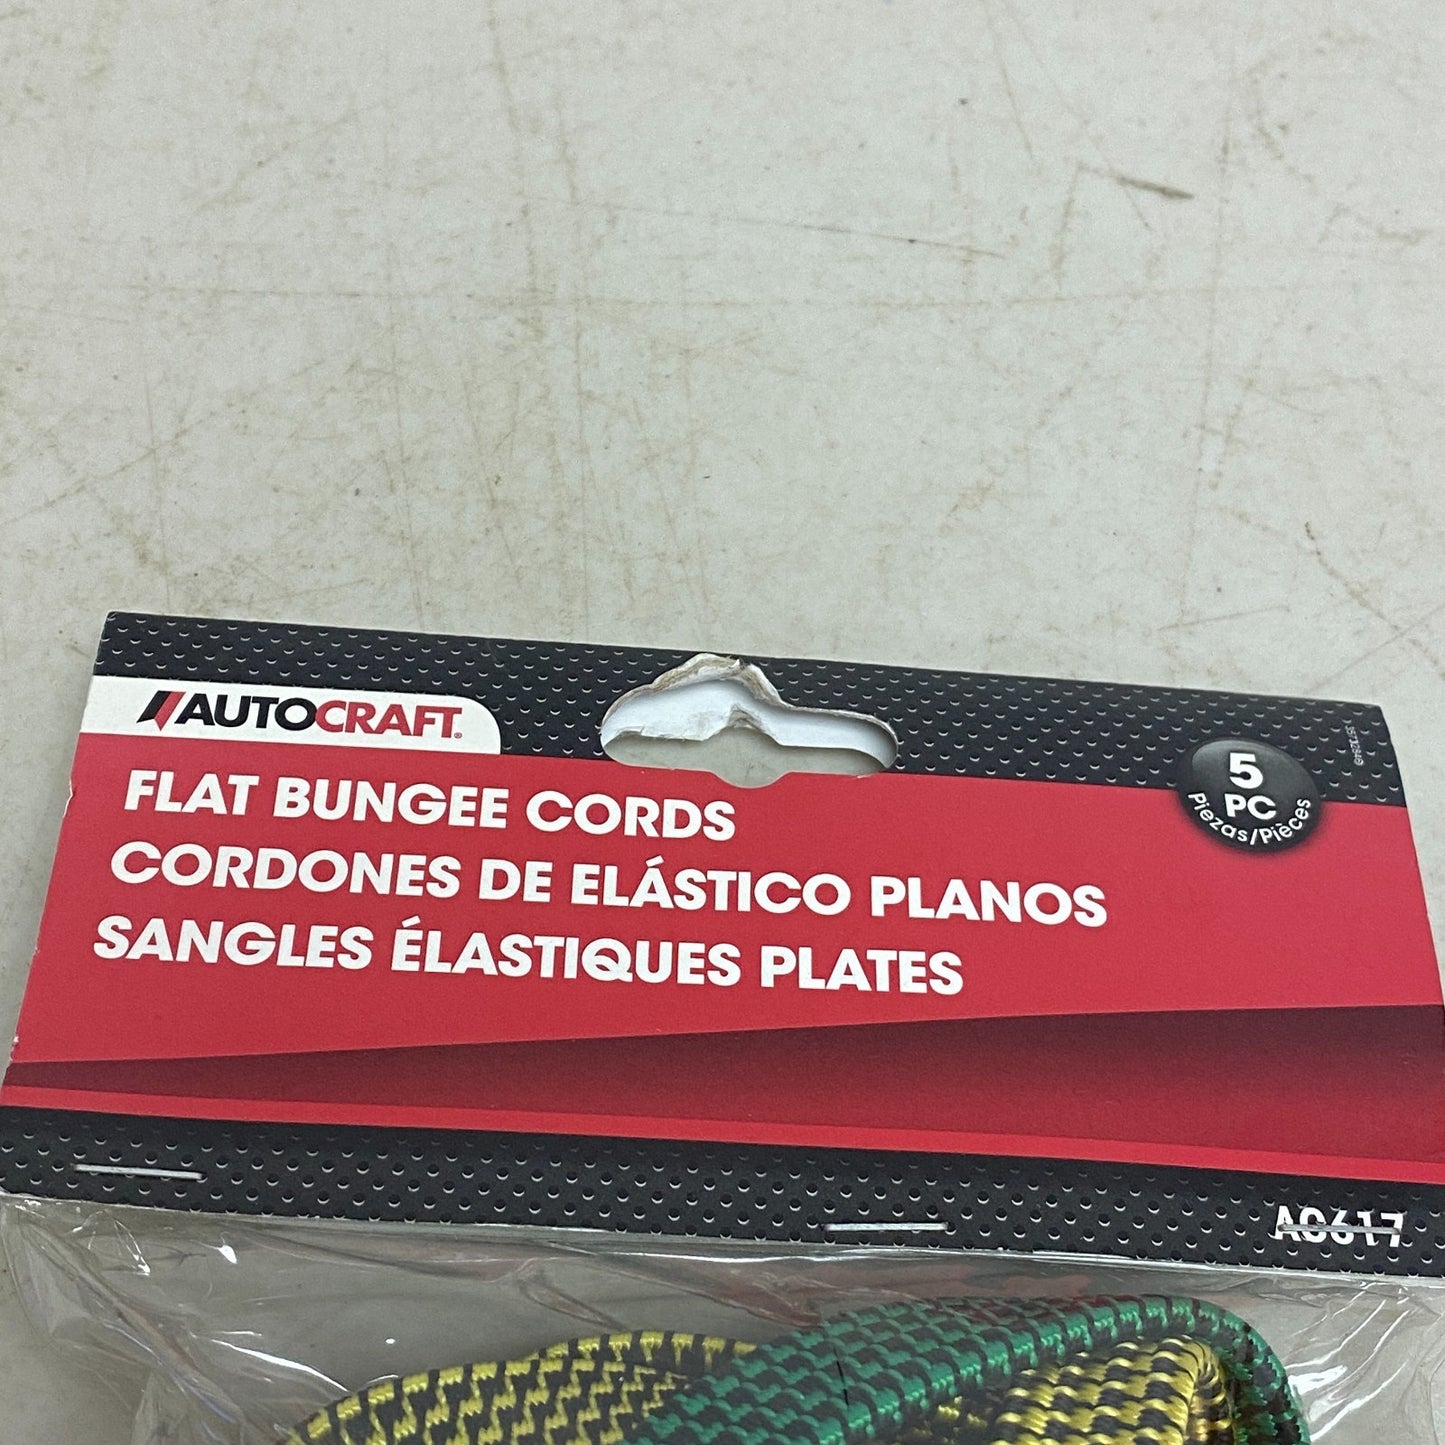 AUTOCRAFT®
5
PC
Piezas/Pièces
FLAT BUNGEE CORDS
CORDONES DE ELÁSTICO PLANOS
SANGLES ÉLASTIQUES PLATES
AC617